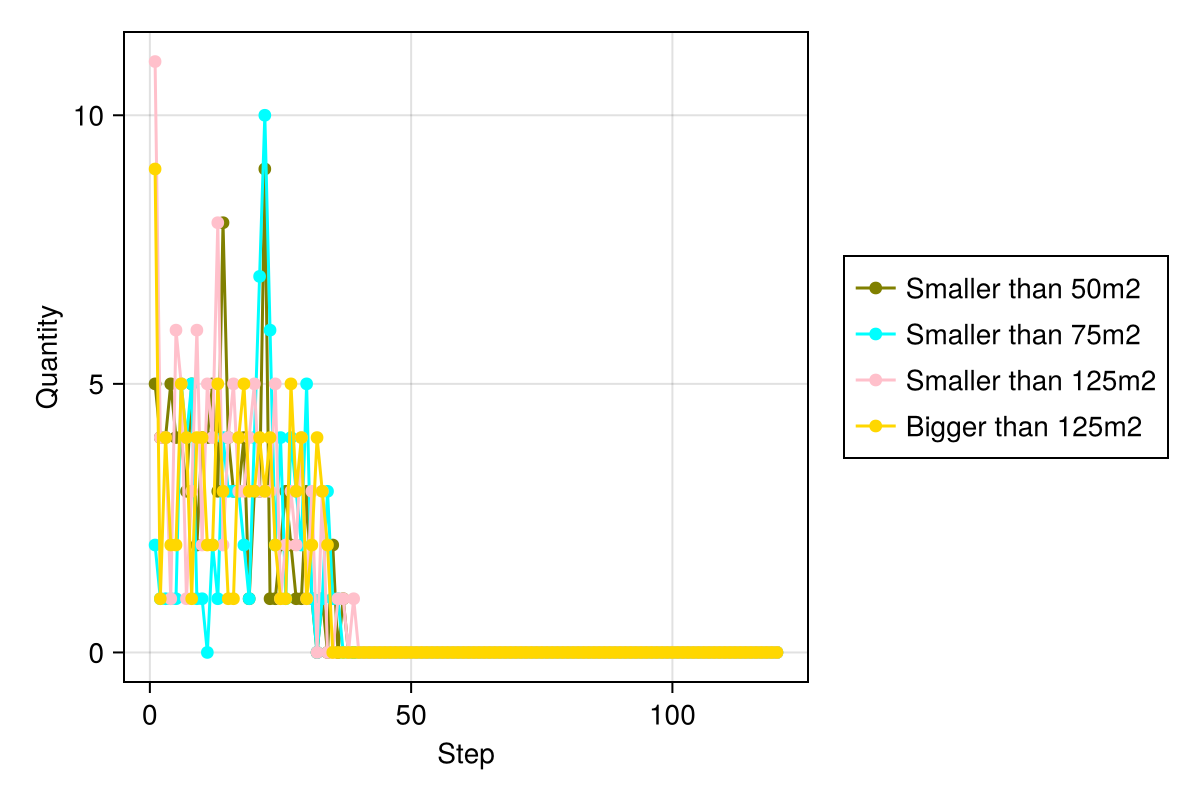 10
5
0
Quantity
0
50
100
Step
Smaller than 50m2
Smaller than 75m2
Smaller than 125m2
Bigger than 125m2